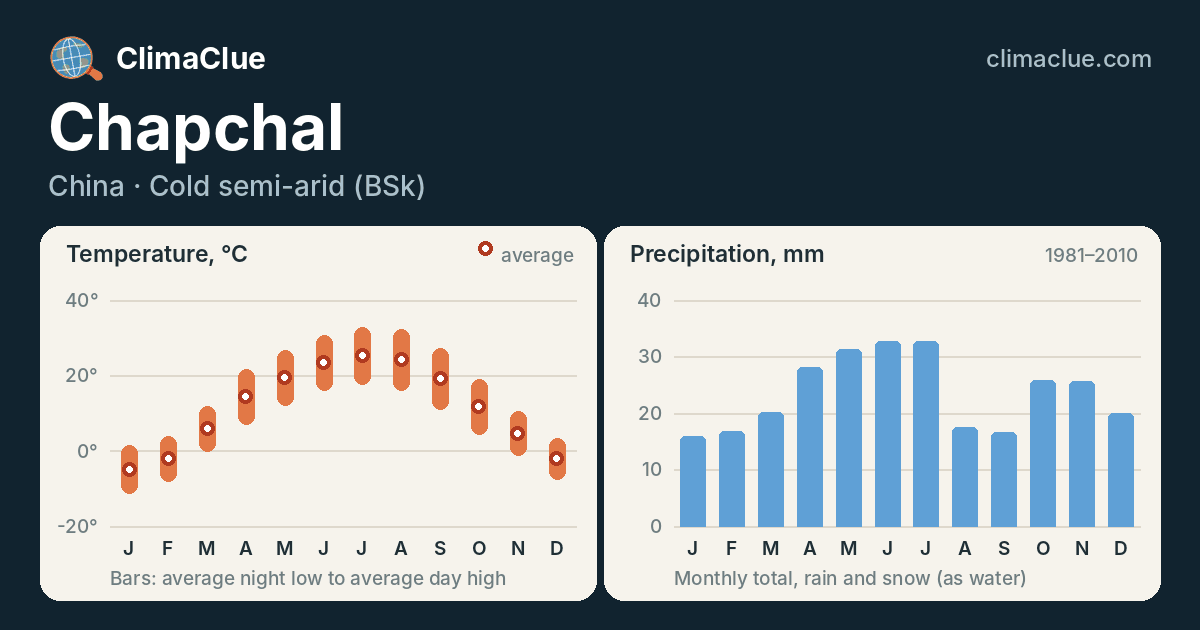 ClimaClue
climaclue.com
Chapchal
China · Cold semi-arid (BSk)
Temperature, °C
average
40°
20°
0°
-20°
J F M A M J J A S O N D
Bars: average night low to average day high
Precipitation, mm
1981–2010
40
30
20
10
0
J F M A M J J A S O N D
Monthly total, rain and snow (as water)